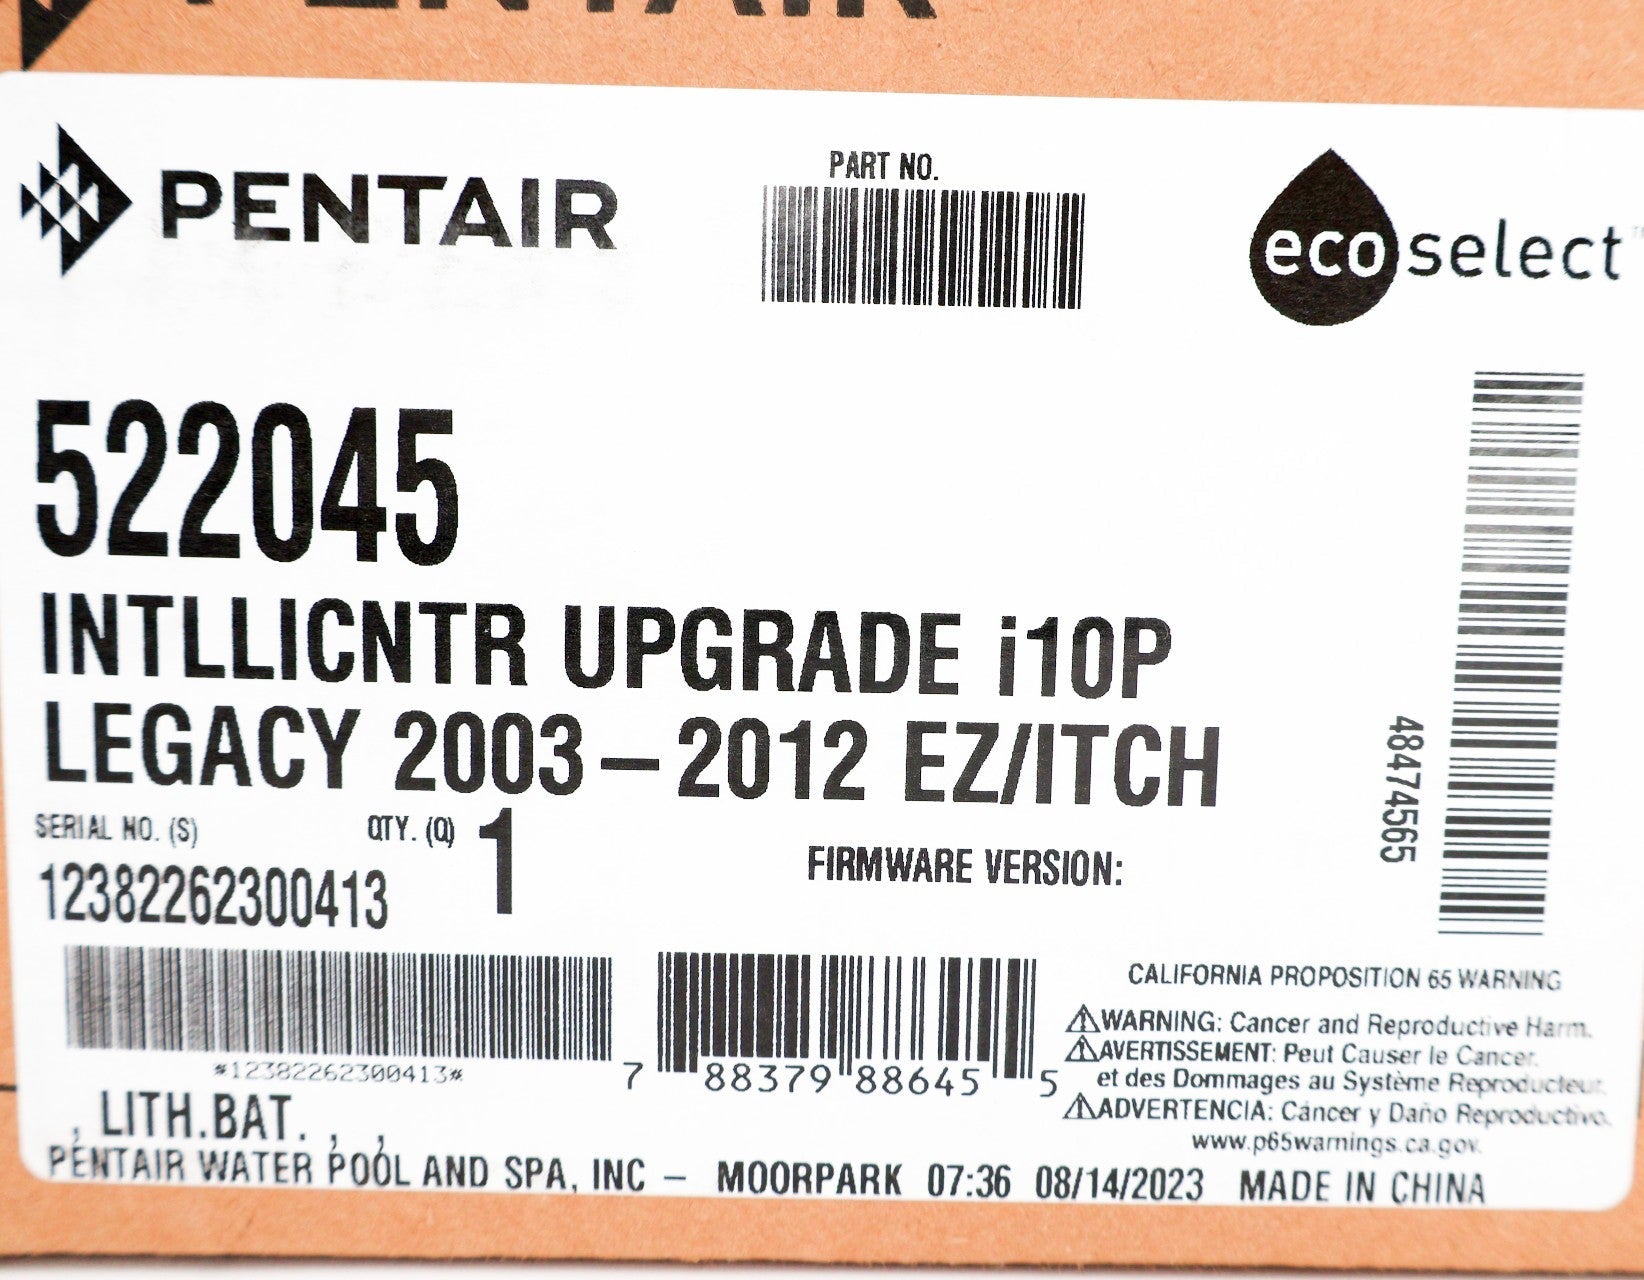 PENTAIR
PENTAIR
PART NO.
ecoselect™
522045
INTLLICNTR UPGRADE i10P
LEGACY 2003–2012 EZ/ITCH
SERIAL NO. (S)
QTY. (Q) 1
12382262300413
FIRMWARE VERSION:
48474565
*12382262300413*
7 88379 88645 5
CALIFORNIA PROPOSITION 65 WARNING
⚠WARNING: Cancer and Reproductive Harm.
⚠AVERTISSEMENT: Peut Causer le Cancer.
et des Dommages au Système Reproducteur.
⚠ADVERTENCIA: Cáncer y Daño Reproductivo.
www.p65warnings.ca.gov.
, LITH.BAT. , ,
PENTAIR WATER POOL AND SPA, INC – MOORPARK 07:36 08/14/2023 MADE IN CHINA